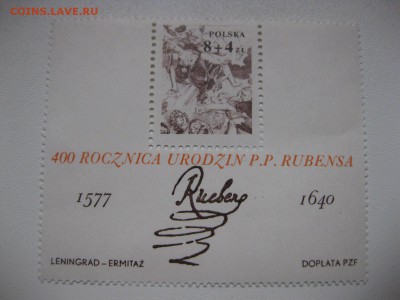 COINS.LAVE.RU
POLSKA
8+4 ZŁ
400 ROCZNICA URODZIN P.P. RUBENSA
1577
1640
LENINGRAD – ERMITAŻ
DOPŁATA PZF